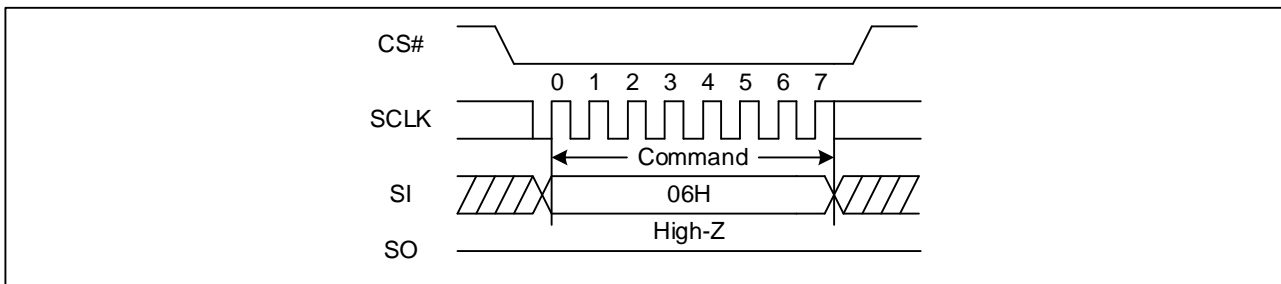 CS#
0 1 2 3 4 5 6 7
SCLK
Command
SI
06H
High-Z
SO